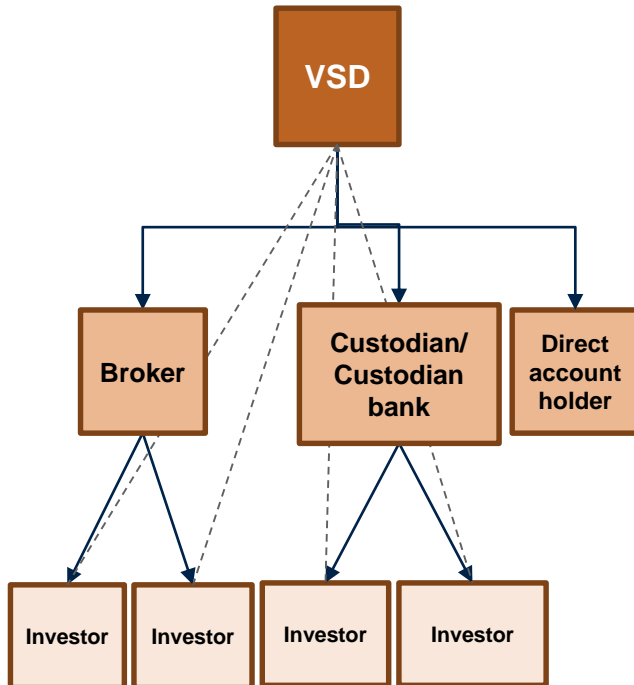 VSD
Broker
Custodian/
Custodian
bank
Direct
account
holder
Investor
Investor
Investor
Investor